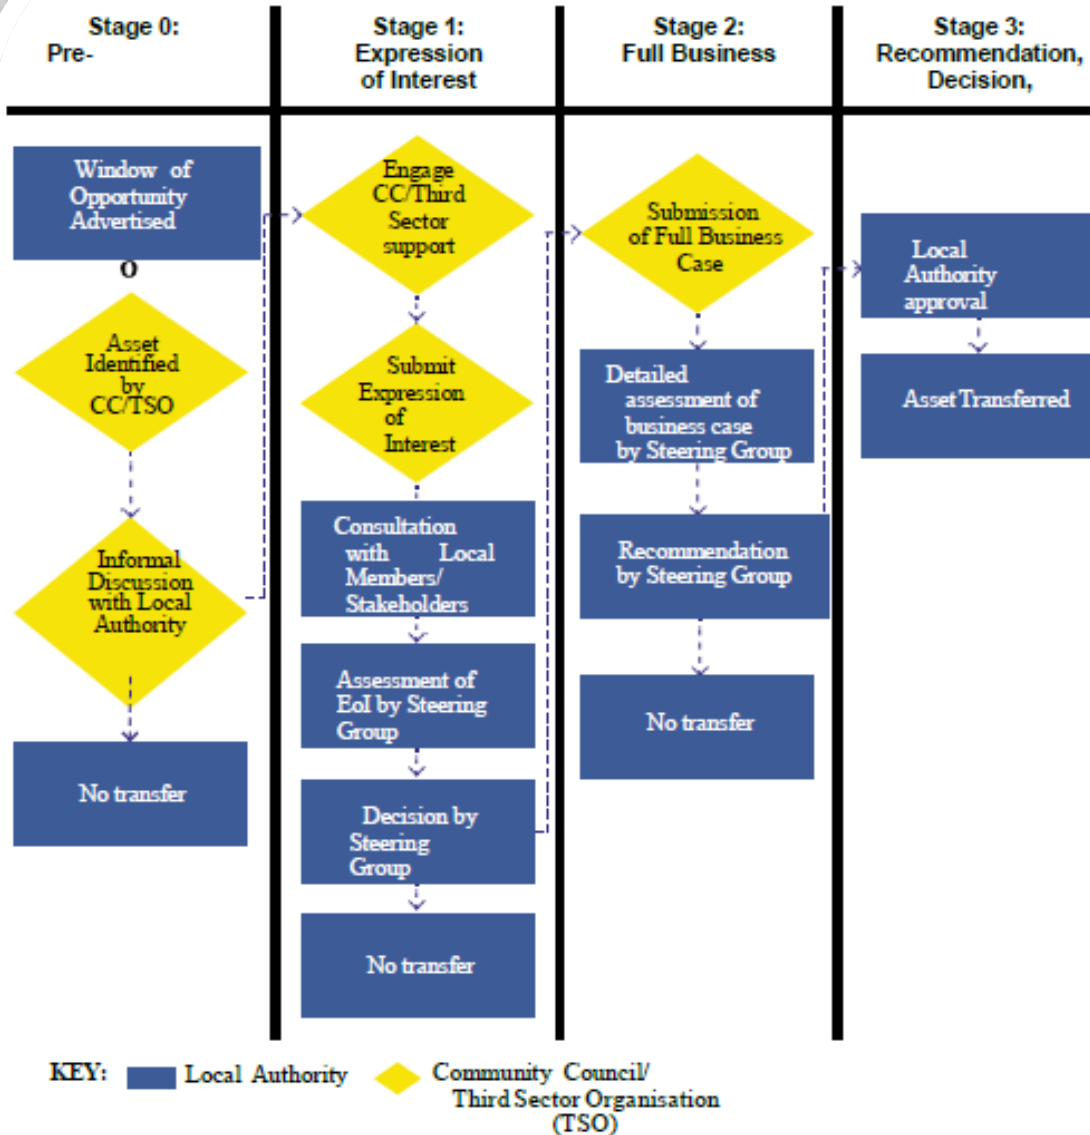 Stage 0:
Pre-
Stage 1:
Expression
of Interest
Stage 2:
Full Business
Stage 3:
Recommendation,
Decision,
Window of
Opportunity
Advertised
O
Asset
Identified
by
CC/TSO
Informal
Discussion
with Local
Authority
No transfer
Engage
CC/Third
Sector
support
Submit
Expression
of
Interest
Consultation
with Local
Members/
Stakeholders
Assessment of
EoI by Steering
Group
Decision by
Steering
Group
No transfer
Submission
of Full Business
Case
Detailed
assessment of
business case
by Steering Group
Recommendation
by Steering Group
No transfer
Local
Authority
approval
Asset Transferred
KEY: Local Authority
Community Council/
Third Sector Organisation
(TSO)